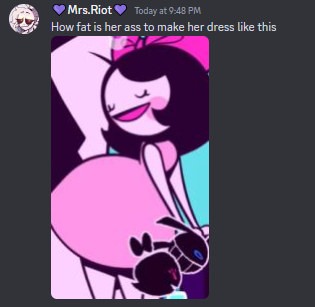 💜Mrs.Riot💜 Today at 9:48 PM
How fat is her ass to make her dress like this